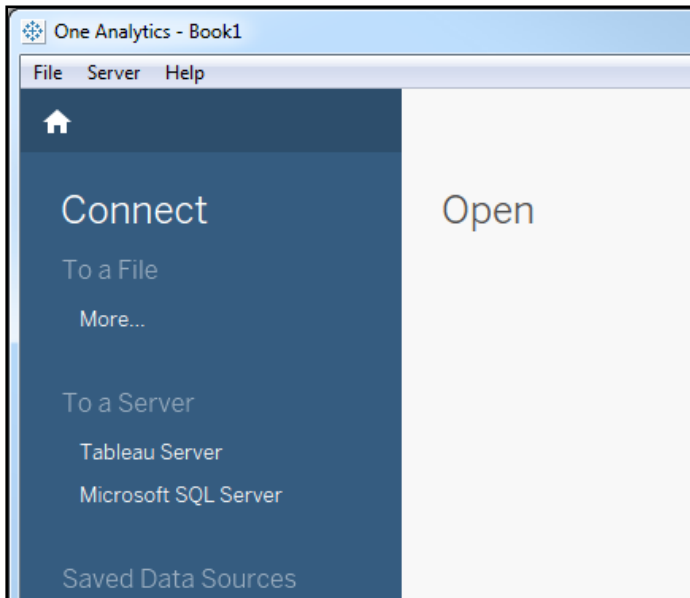 One Analytics - Book1
File Server Help
Connect
Open
To a File
More...
To a Server
Tableau Server
Microsoft SQL Server
Saved Data Sources